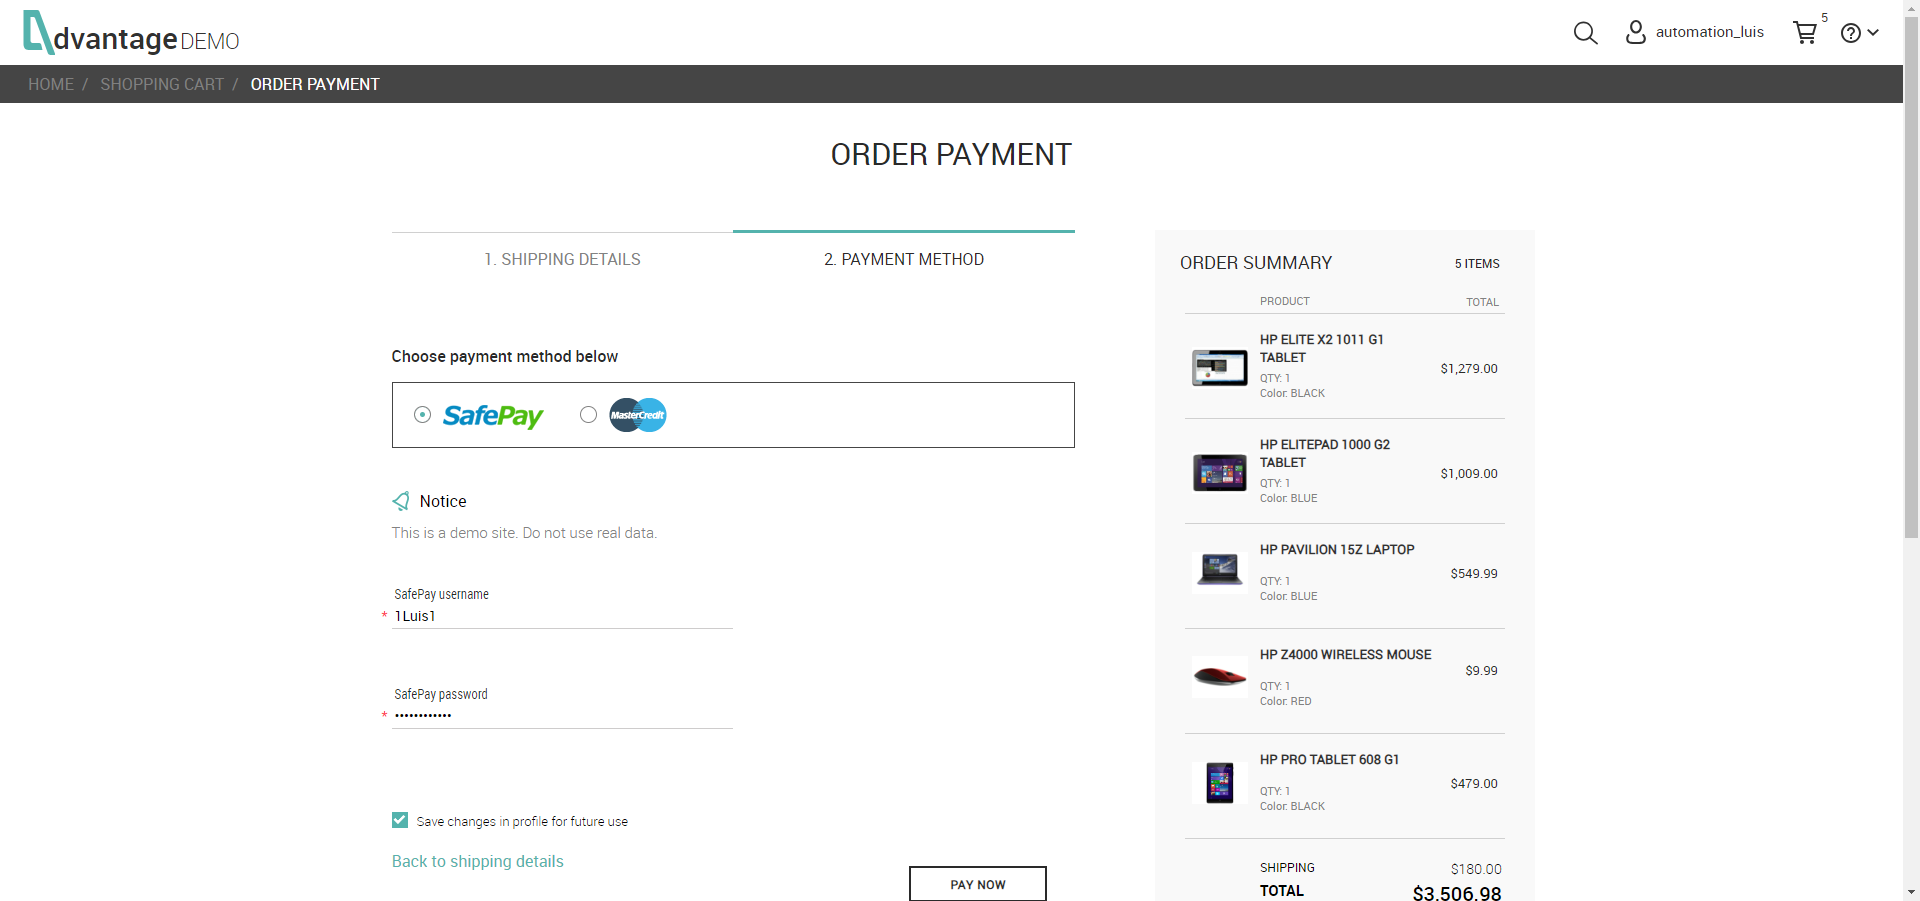 dvantage DEMO
automation_luis
5
HOME / SHOPPING CART / ORDER PAYMENT
ORDER PAYMENT
1. SHIPPING DETAILS
2. PAYMENT METHOD
Choose payment method below
SafePay
MasterCredit
Notice
This is a demo site. Do not use real data.
SafePay username
* 1Luis1
SafePay password
* ••••••••••••
Save changes in profile for future use
Back to shipping details
PAY NOW
ORDER SUMMARY
5 ITEMS
PRODUCT
TOTAL
HP ELITE X2 1011 G1
TABLET
QTY: 1
Color: BLACK
$1,279.00
HP ELITEPAD 1000 G2
TABLET
QTY: 1
Color: BLUE
$1,009.00
HP PAVILION 15Z LAPTOP
QTY: 1
Color: BLUE
$549.99
HP Z4000 WIRELESS MOUSE
QTY: 1
Color: RED
$9.99
HP PRO TABLET 608 G1
QTY: 1
Color: BLACK
$479.00
SHIPPING
$180.00
TOTAL
$3,506.98